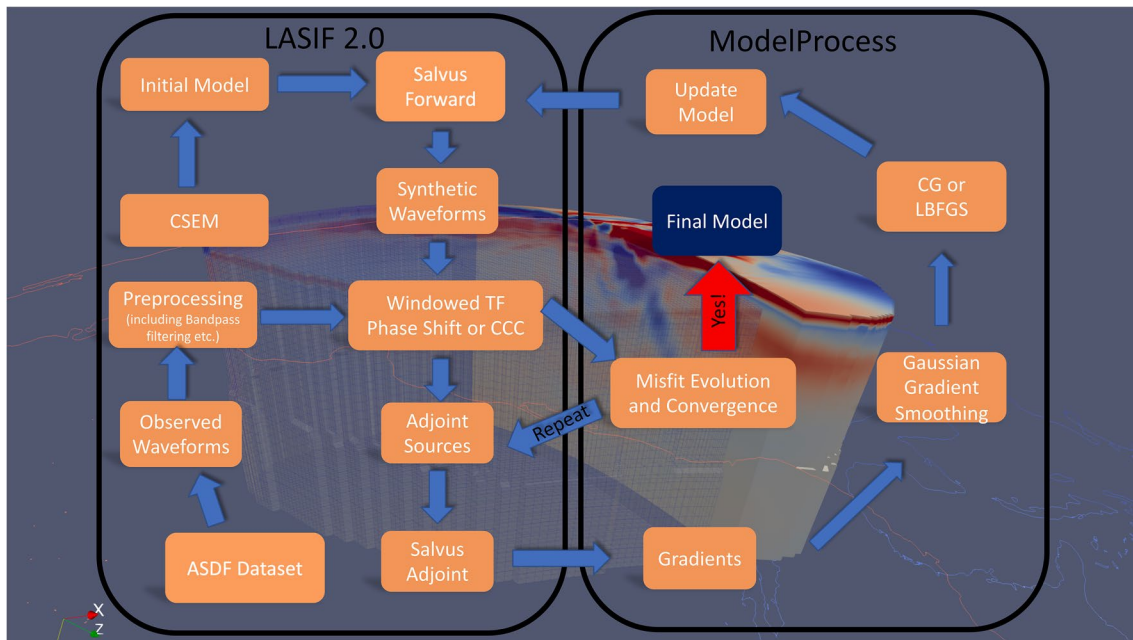 LASIF 2.0
ModelProcess
Initial Model
Salvus
Forward
Update
Model
CSEM
Synthetic
Waveforms
Final Model
CG or
LBFGS
Preprocessing
(including Bandpass
filtering etc.)
Windowed TF
Phase Shift or CCC
Yes!
Misfit Evolution
and Convergence
Gaussian
Gradient
Smoothing
Observed
Waveforms
Adjoint
Sources
Repeat
ASDF Dataset
Salvus
Adjoint
Gradients
X
Z